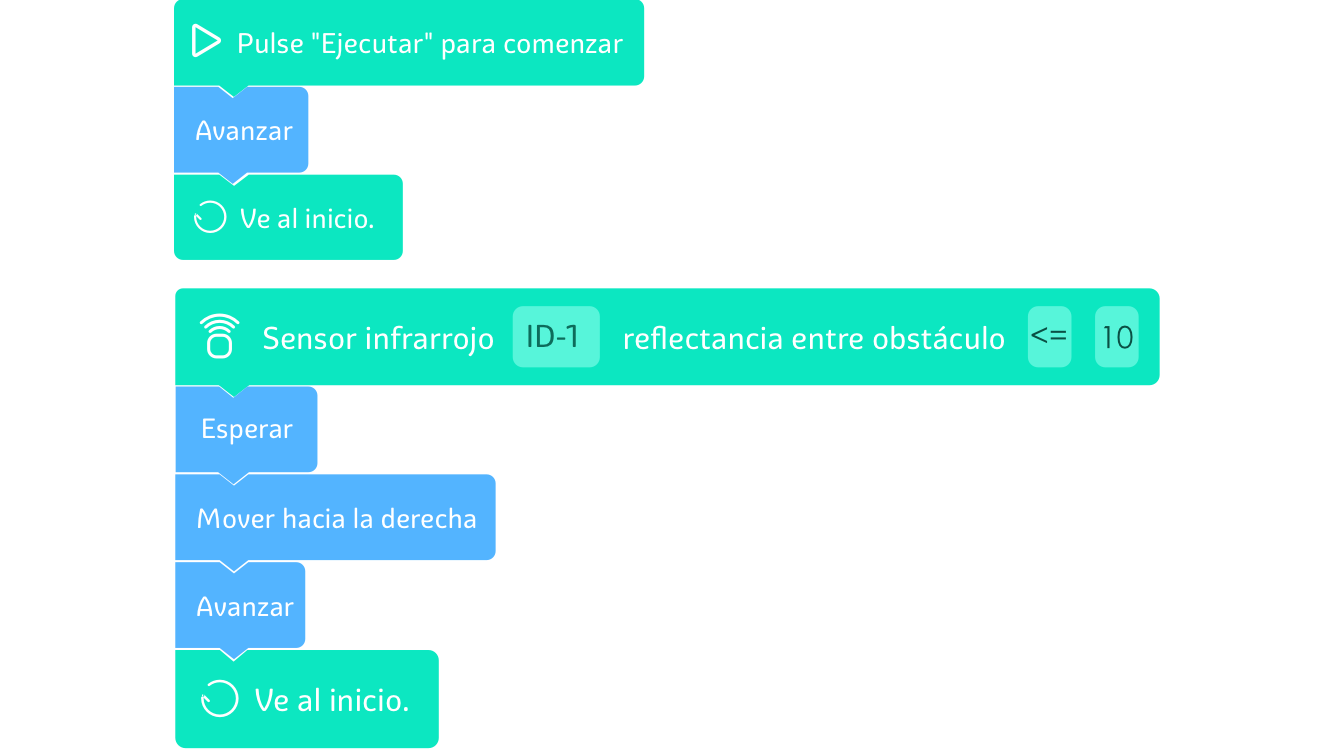 Pulse "Ejecutar" para comenzar
Avanzar
Ve al inicio.
Sensor infrarrojo ID-1 reflectancia entre obstáculo <= 10
Esperar
Mover hacia la derecha
Avanzar
Ve al inicio.